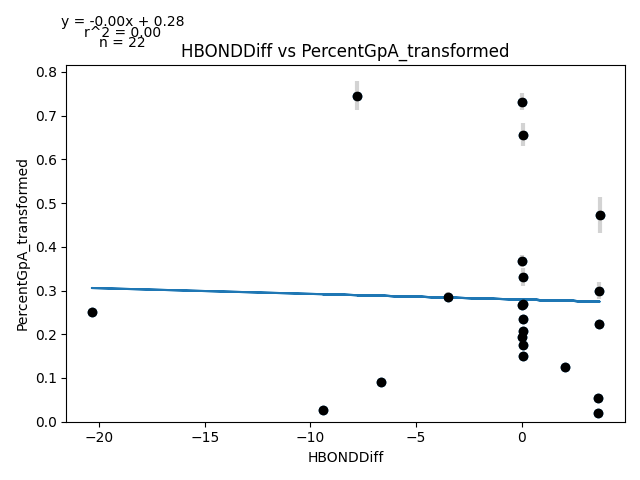 y = -0.00x + 0.28
r^2 = 0.00
n = 22
HBONDDiff vs PercentGpA_transformed
0.8
0.7
0.6
0.5
0.4
0.3
0.2
0.1
0.0
PercentGpA_transformed
−20
−15
−10
−5
0
HBONDDiff